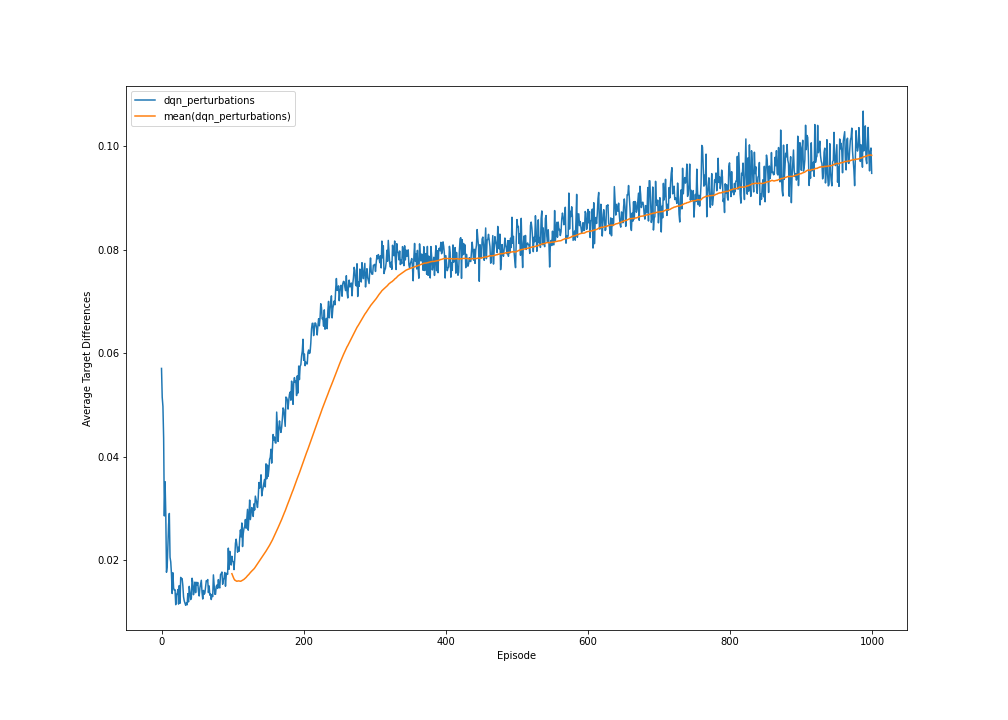 dqn_perturbations
mean(dqn_perturbations)
Average Target Differences
0.10
0.08
0.06
0.04
0.02
0
200
400
600
800
1000
Episode